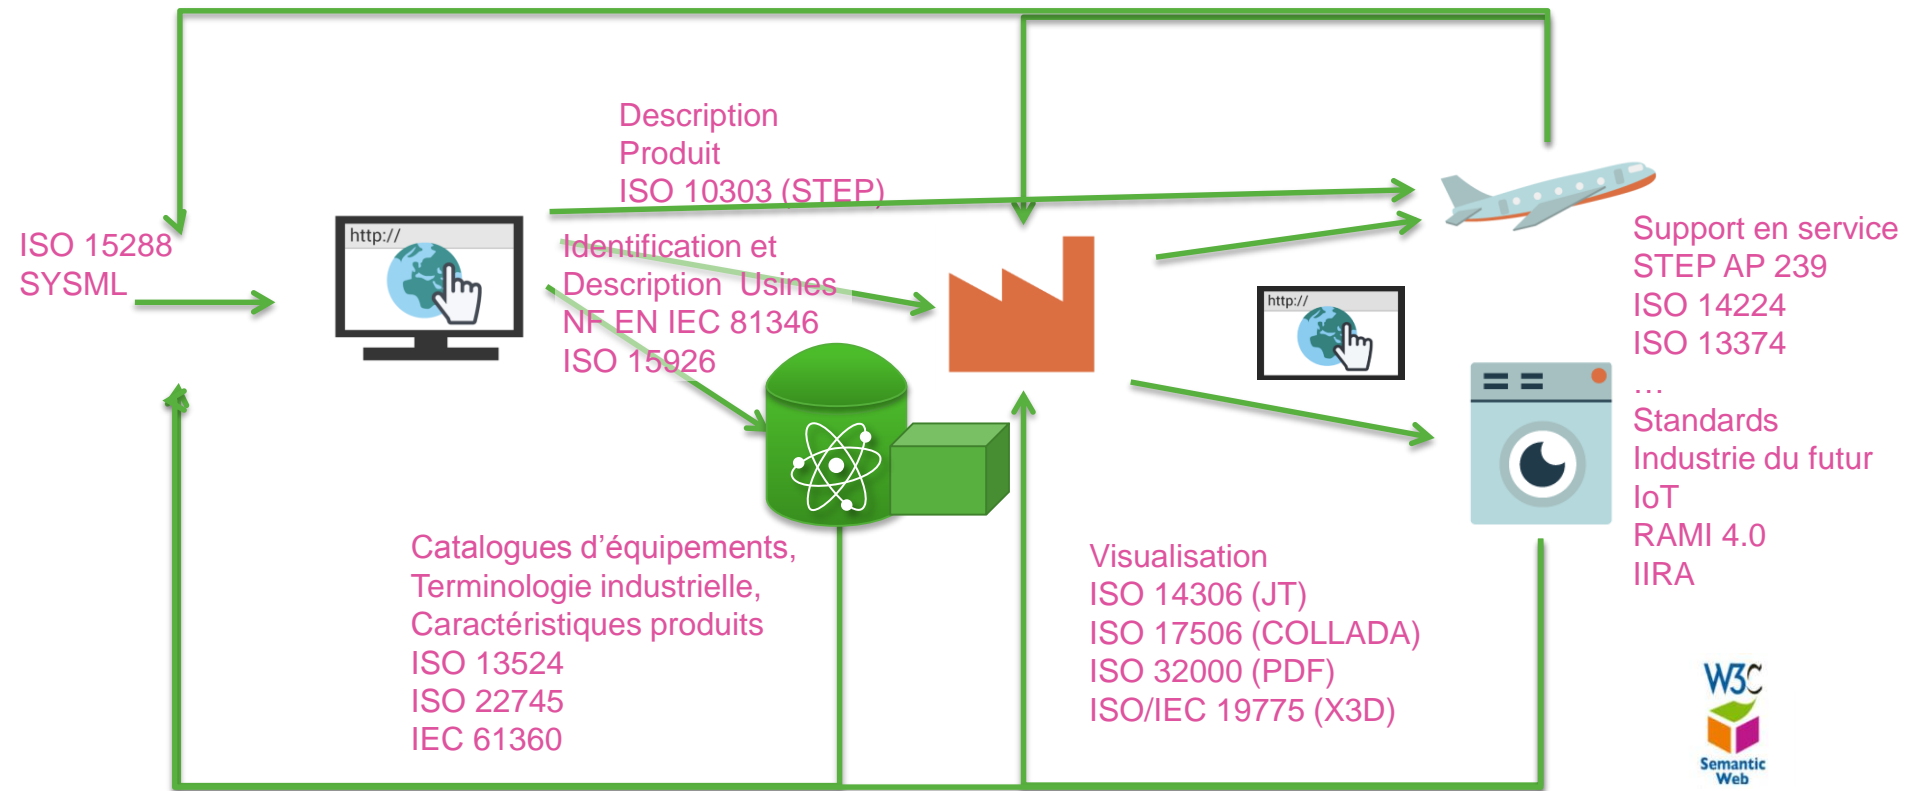 Description
Produit
ISO 10303 (STEP)
http://
ISO 15288
SYSML
Identification et
Description Usines
NF EN IEC 81346
ISO 15926
http://
Support en service
STEP AP 239
ISO 14224
ISO 13374
…
Standards
Industrie du futur
IoT
RAMI 4.0
IIRA
Catalogues d’équipements,
Terminologie industrielle,
Caractéristiques produits
ISO 13524
ISO 22745
IEC 61360
Visualisation
ISO 14306 (JT)
ISO 17506 (COLLADA)
ISO 32000 (PDF)
ISO/IEC 19775 (X3D)
W3C
Semantic
Web